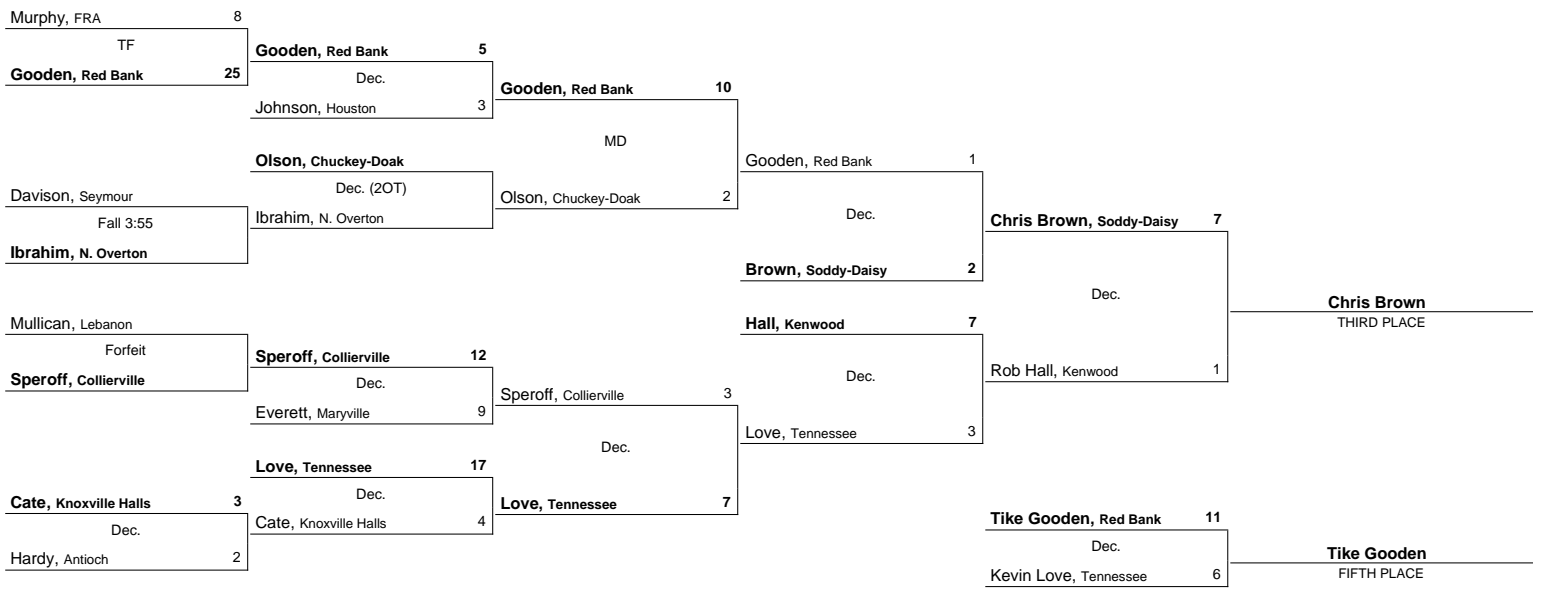 Murphy, FRA 8
TF
Gooden, Red Bank 25
Davison, Seymour
Fall 3:55
Ibrahim, N. Overton
Mullican, Lebanon
Forfeit
Speroff, Collierville
Cate, Knoxville Halls 3
Dec.
Hardy, Antioch 2
Gooden, Red Bank 5
Dec.
Johnson, Houston 3
Olson, Chuckey-Doak
Dec. (2OT)
Ibrahim, N. Overton
Speroff, Collierville 12
Dec.
Everett, Maryville 9
Love, Tennessee 17
Dec.
Cate, Knoxville Halls 4
Gooden, Red Bank 10
MD
Olson, Chuckey-Doak 2
Speroff, Collierville 3
Dec.
Love, Tennessee 7
Gooden, Red Bank 1
Dec.
Brown, Soddy-Daisy 2
Hall, Kenwood 7
Dec.
Love, Tennessee 3
Chris Brown, Soddy-Daisy 7
Dec.
Rob Hall, Kenwood 1
Chris Brown
THIRD PLACE
Tike Gooden, Red Bank 11
Dec.
Kevin Love, Tennessee 6
Tike Gooden
FIFTH PLACE